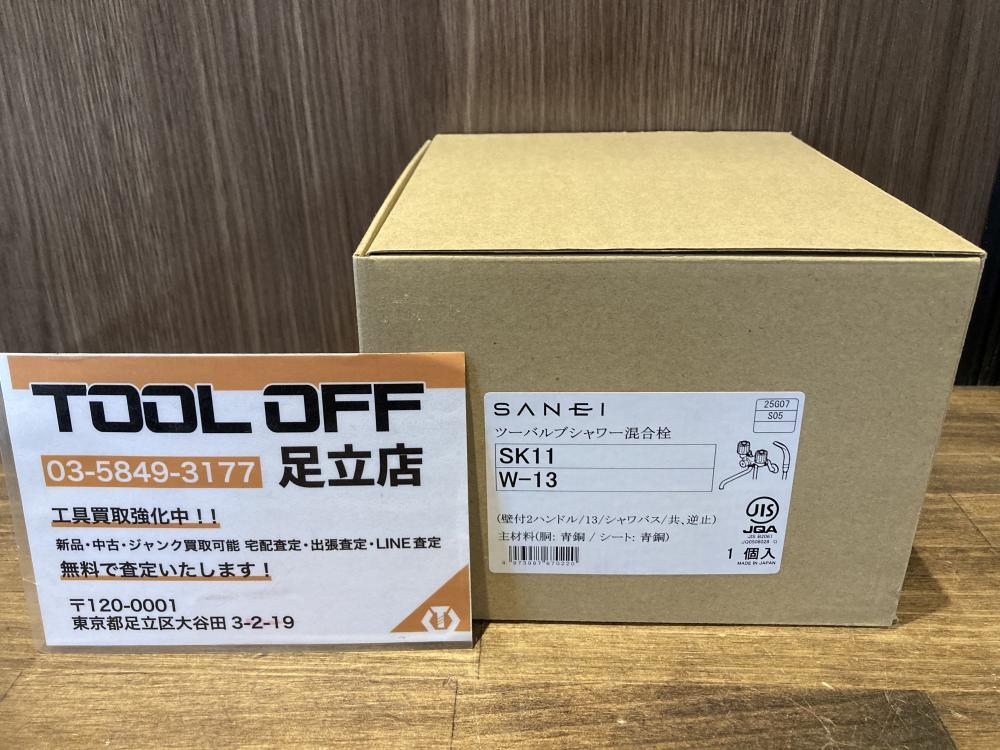 TOOL OFF
03-5849-3177 足立店
工具買取強化中！！
新品・中古・ジャンク買取可能 宅配査定・出張査定・LINE査定
無料で査定いたします！
〒120-0001
東京都足立区大谷田 3-2-19
SANEI
ツーバルブシャワー混合栓
SK11
W-13
25G07
S05
(壁付2ハンドル/13/シャワバス/共、逆止)
主材料(胴: 青銅 / シート: 青銅)
4 973987 670220
JIS
JQA
JIS B2061
JQ0508028 G
1 個入
MADE IN JAPAN